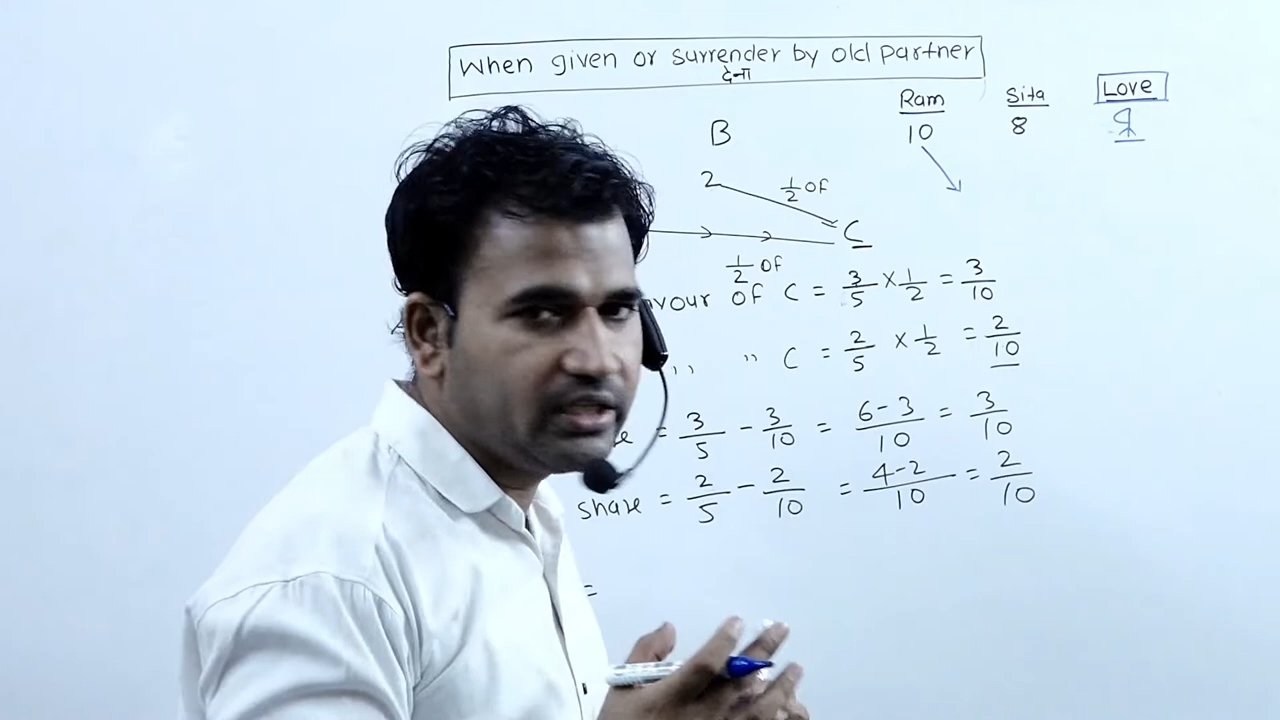 When given or surrender by old partner
देना
Ram Sita Love
10 8
B
2 1/2 of
C
1/2 of
vour of C = 3/5 × 1/2 = 3/10
,, ,, C = 2/5 × 1/2 = 2/10
e = 3/5 - 3/10 = 6-3/10 = 3/10
share = 2/5 - 2/10 = 4-2/10 = 2/10
=